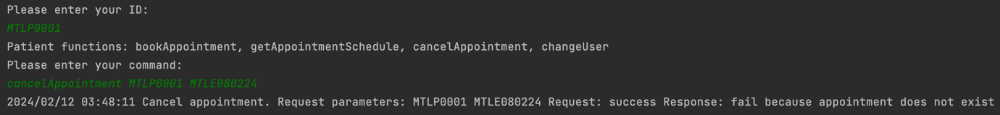 Please enter your ID:
MTLP0001
Patient functions: bookAppointment, getAppointmentSchedule, cancelAppointment, changeUser
Please enter your command:
cancelAppointment MTLP0001 MTLE080224
2024/02/12 03:48:11 Cancel appointment. Request parameters: MTLP0001 MTLE080224 Request: success Response: fail because appointment does not exist